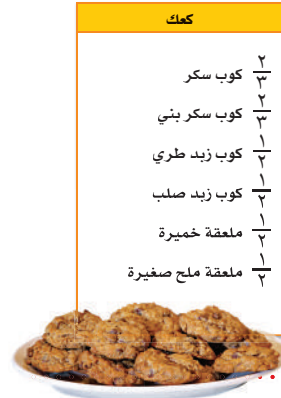 كعك
٢/٣ كوب سكر
٢/٣ كوب سكر بني
١/٢ كوب زبد طري
١/٢ كوب زبد صلب
١/٢ ملعقة خميرة
١/٢ ملعقة ملح صغيرة